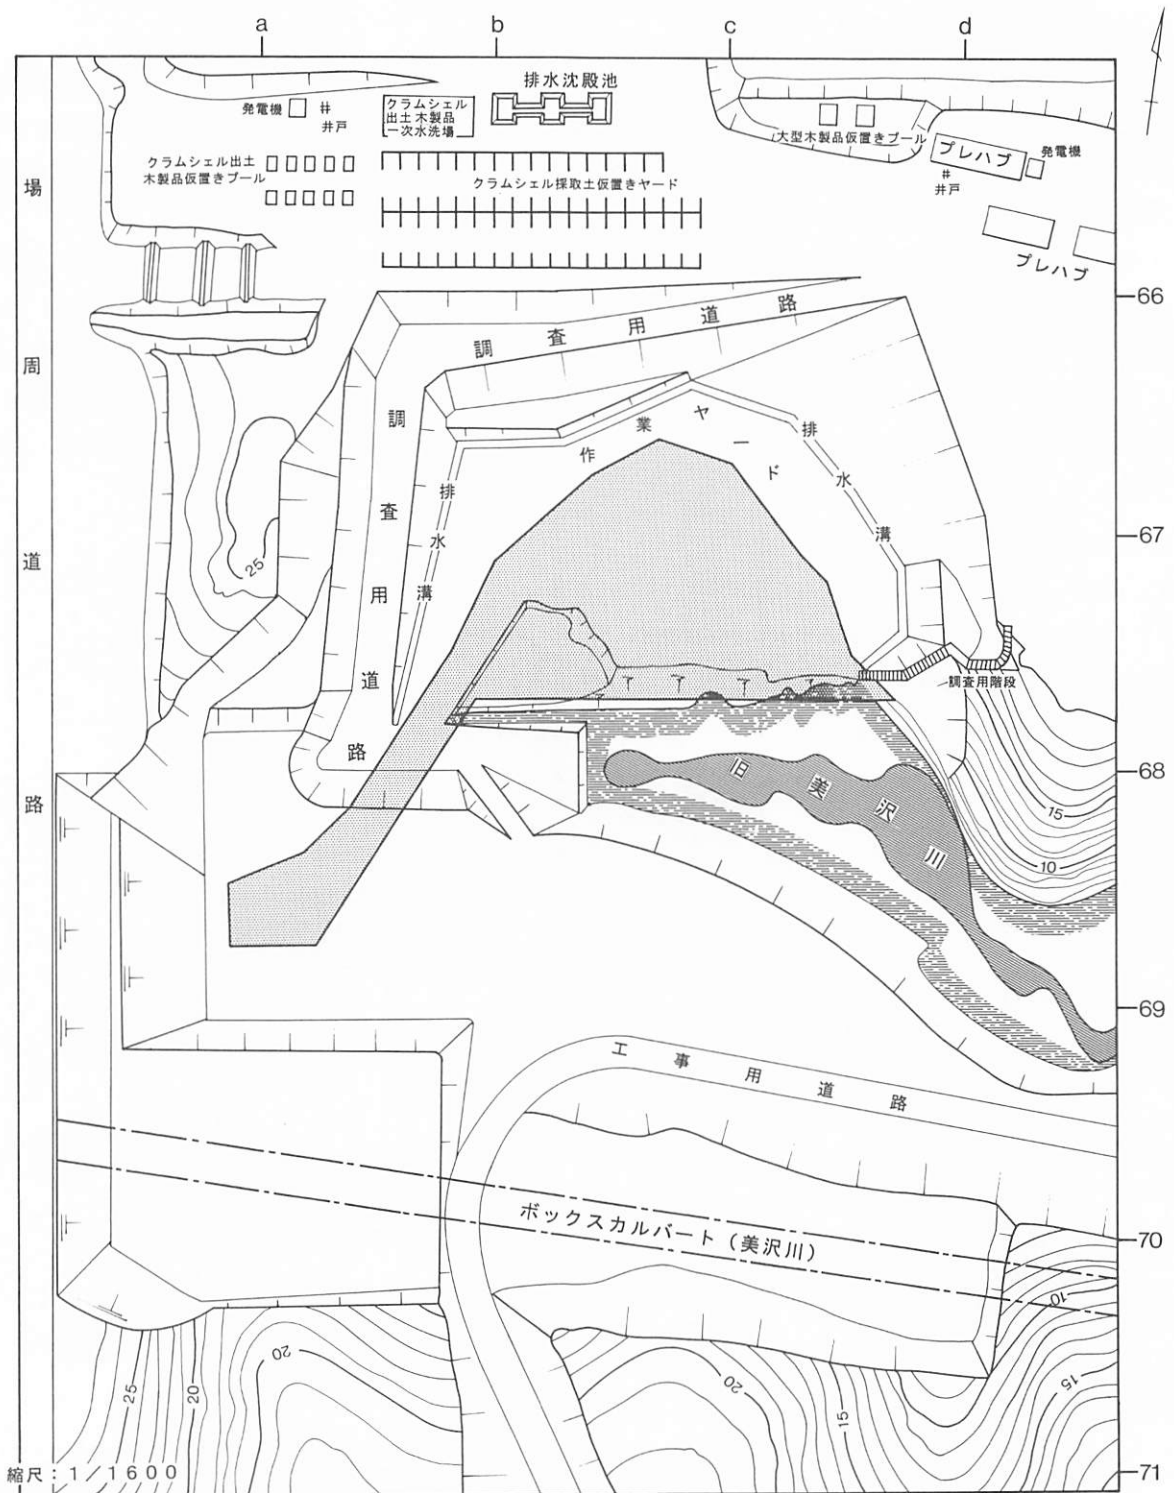 a
b
c
d
排水沈殿池
発電機
井
井戸
クラムシェル
出土木製品
一次水洗場
大型木製品仮置きプール
プレハブ
発電機
井
井戸
クラムシェル出土
木製品仮置きプール
クラムシェル採取土仮置きヤード
プレハブ
場周道路
66
67
68
69
70
71
調査用道路
調査用道路
作業ヤード
排水溝
排水溝
25
調査用階段
旧美沢川
15
10
工事用道路
ボックスカルバート(美沢川)
10
25
20
20
20
15
15
縮尺:1/1600